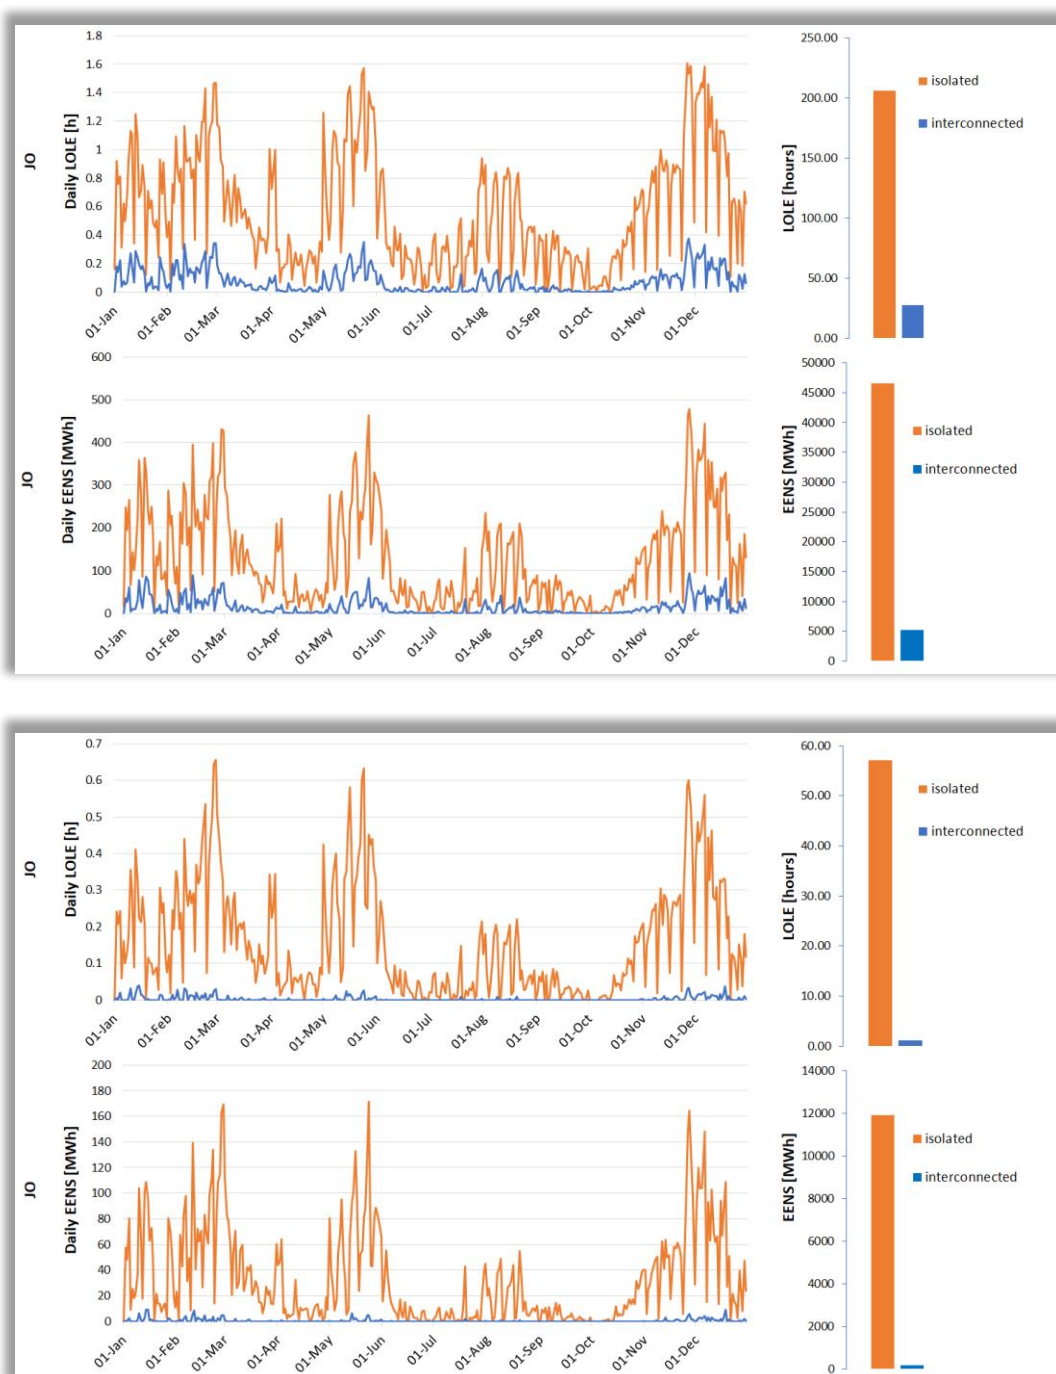 JO
Daily LOLE [h]
1.8
1.6
1.4
1.2
1
0.8
0.6
0.4
0.2
0
01-Jan
01-Feb
01-Mar
01-Apr
01-May
01-Jun
01-Jul
01-Aug
01-Sep
01-Oct
01-Nov
01-Dec
LOLE [hours]
250.00
200.00
150.00
100.00
50.00
0.00
isolated
interconnected
JO
Daily EENS [MWh]
600
500
400
300
200
100
0
01-Jan
01-Feb
01-Mar
01-Apr
01-May
01-Jun
01-Jul
01-Aug
01-Sep
01-Oct
01-Nov
01-Dec
EENS [MWh]
50000
45000
40000
35000
30000
25000
20000
15000
10000
5000
0
isolated
interconnected
JO
Daily LOLE [h]
0.7
0.6
0.5
0.4
0.3
0.2
0.1
0
01-Jan
01-Feb
01-Mar
01-Apr
01-May
01-Jun
01-Jul
01-Aug
01-Sep
01-Oct
01-Nov
01-Dec
LOLE [hours]
60.00
50.00
40.00
30.00
20.00
10.00
0.00
isolated
interconnected
JO
Daily EENS [MWh]
200
180
160
140
120
100
80
60
40
20
0
01-Jan
01-Feb
01-Mar
01-Apr
01-May
01-Jun
01-Jul
01-Aug
01-Sep
01-Oct
01-Nov
01-Dec
EENS [MWh]
14000
12000
10000
8000
6000
4000
2000
0
isolated
interconnected